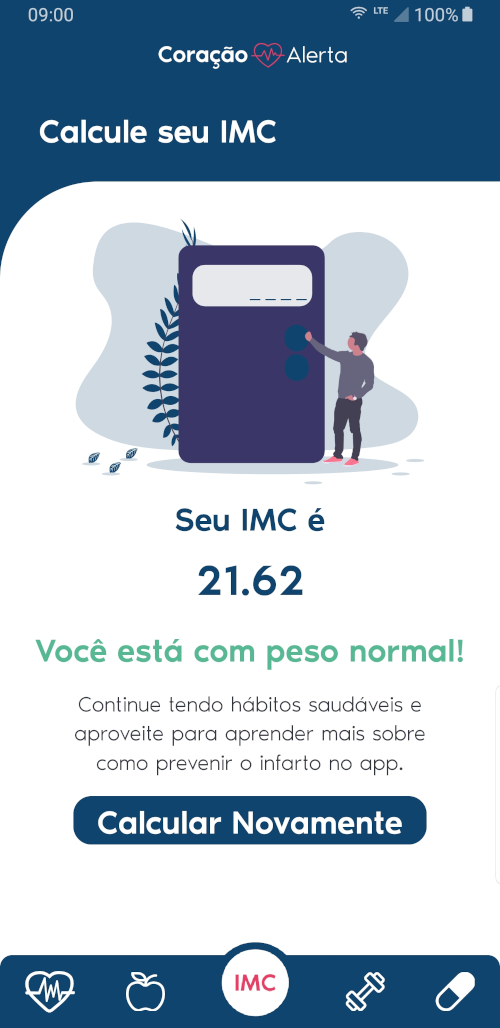 09:00 LTE 100%
Coração Alerta
Calcule seu IMC
Seu IMC é
21.62
Você está com peso normal!
Continue tendo hábitos saudáveis e
aproveite para aprender mais sobre
como prevenir o infarto no app.
Calcular Novamente
IMC